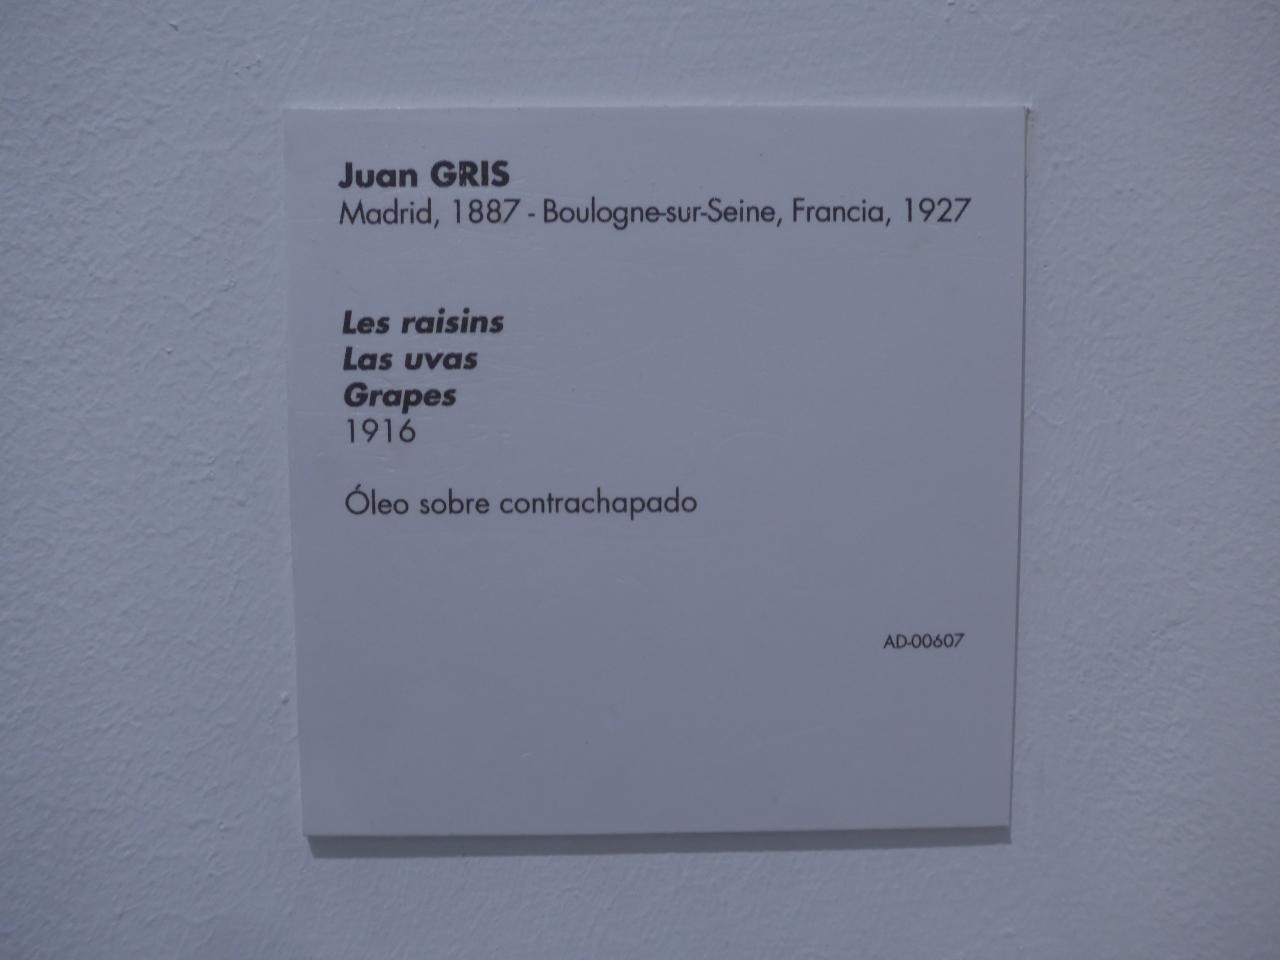 Juan GRIS
Madrid, 1887 - Boulogne-sur-Seine, Francia, 1927
Les raisins
Las uvas
Grapes
1916
Óleo sobre contrachapado
AD-00607